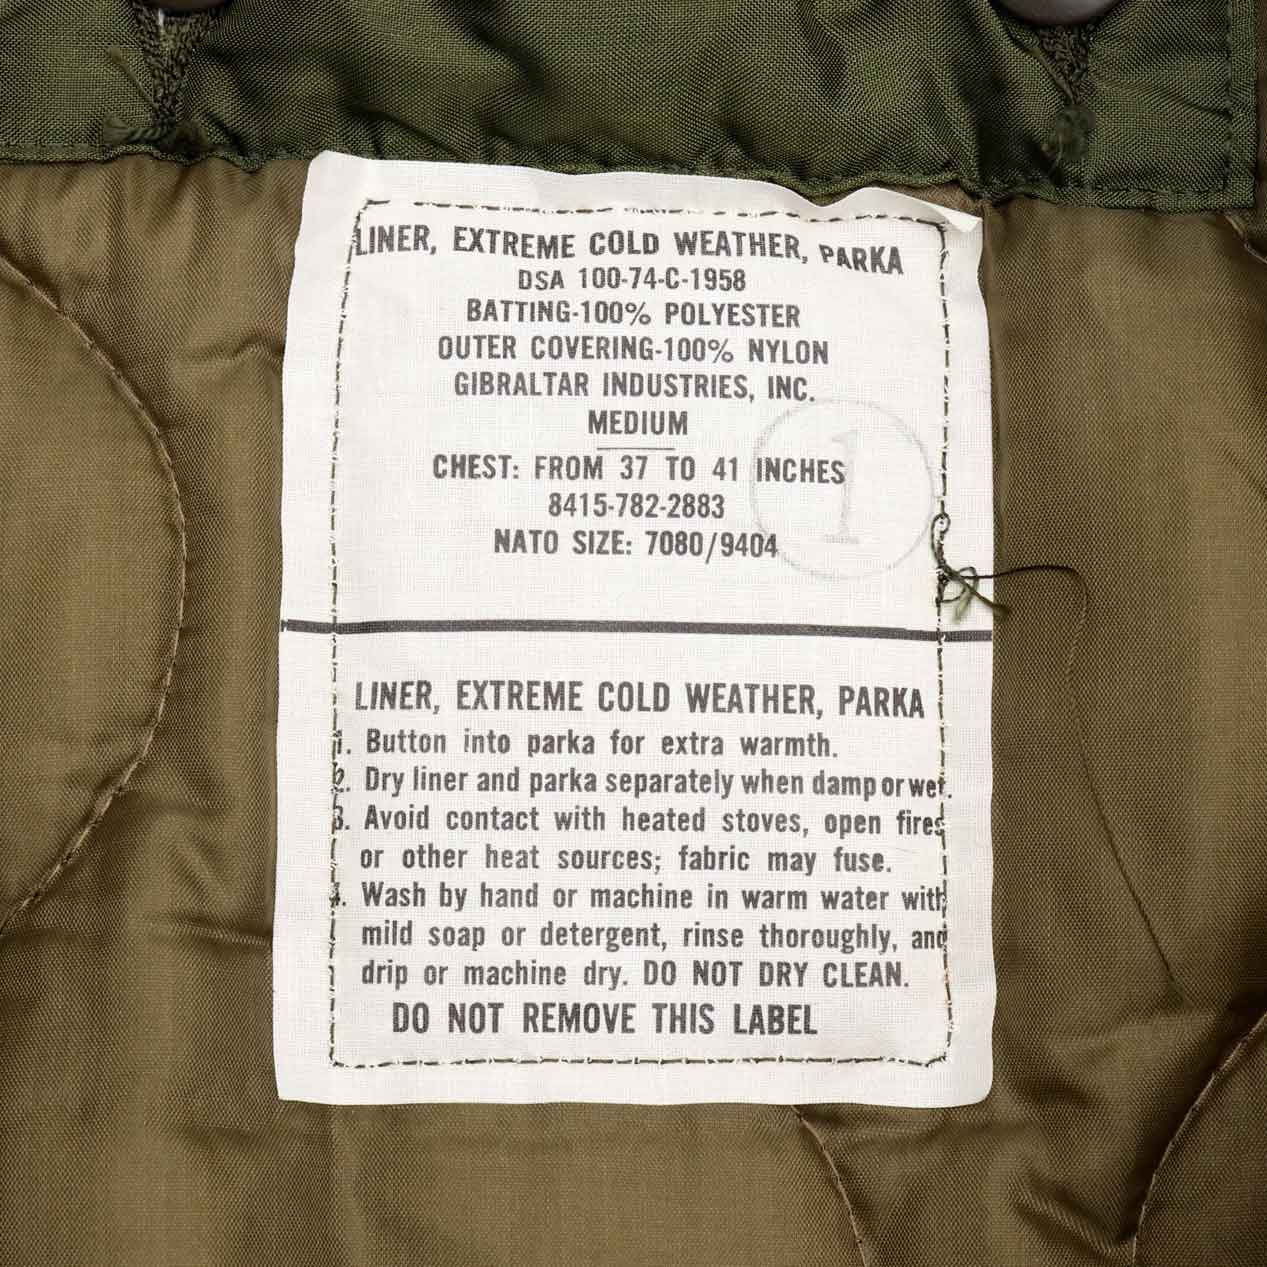 LINER, EXTREME COLD WEATHER, PARKA
DSA 100-74-C-1958
BATTING-100% POLYESTER
OUTER COVERING-100% NYLON
GIBRALTAR INDUSTRIES, INC.
MEDIUM
CHEST: FROM 37 TO 41 INCHES
8415-782-2883
NATO SIZE: 7080/9404
1
LINER, EXTREME COLD WEATHER, PARKA
1. Button into parka for extra warmth.
2. Dry liner and parka separately when damp or wet.
3. Avoid contact with heated stoves, open fires
or other heat sources; fabric may fuse.
4. Wash by hand or machine in warm water with
mild soap or detergent, rinse thoroughly, and
drip or machine dry. DO NOT DRY CLEAN.
DO NOT REMOVE THIS LABEL